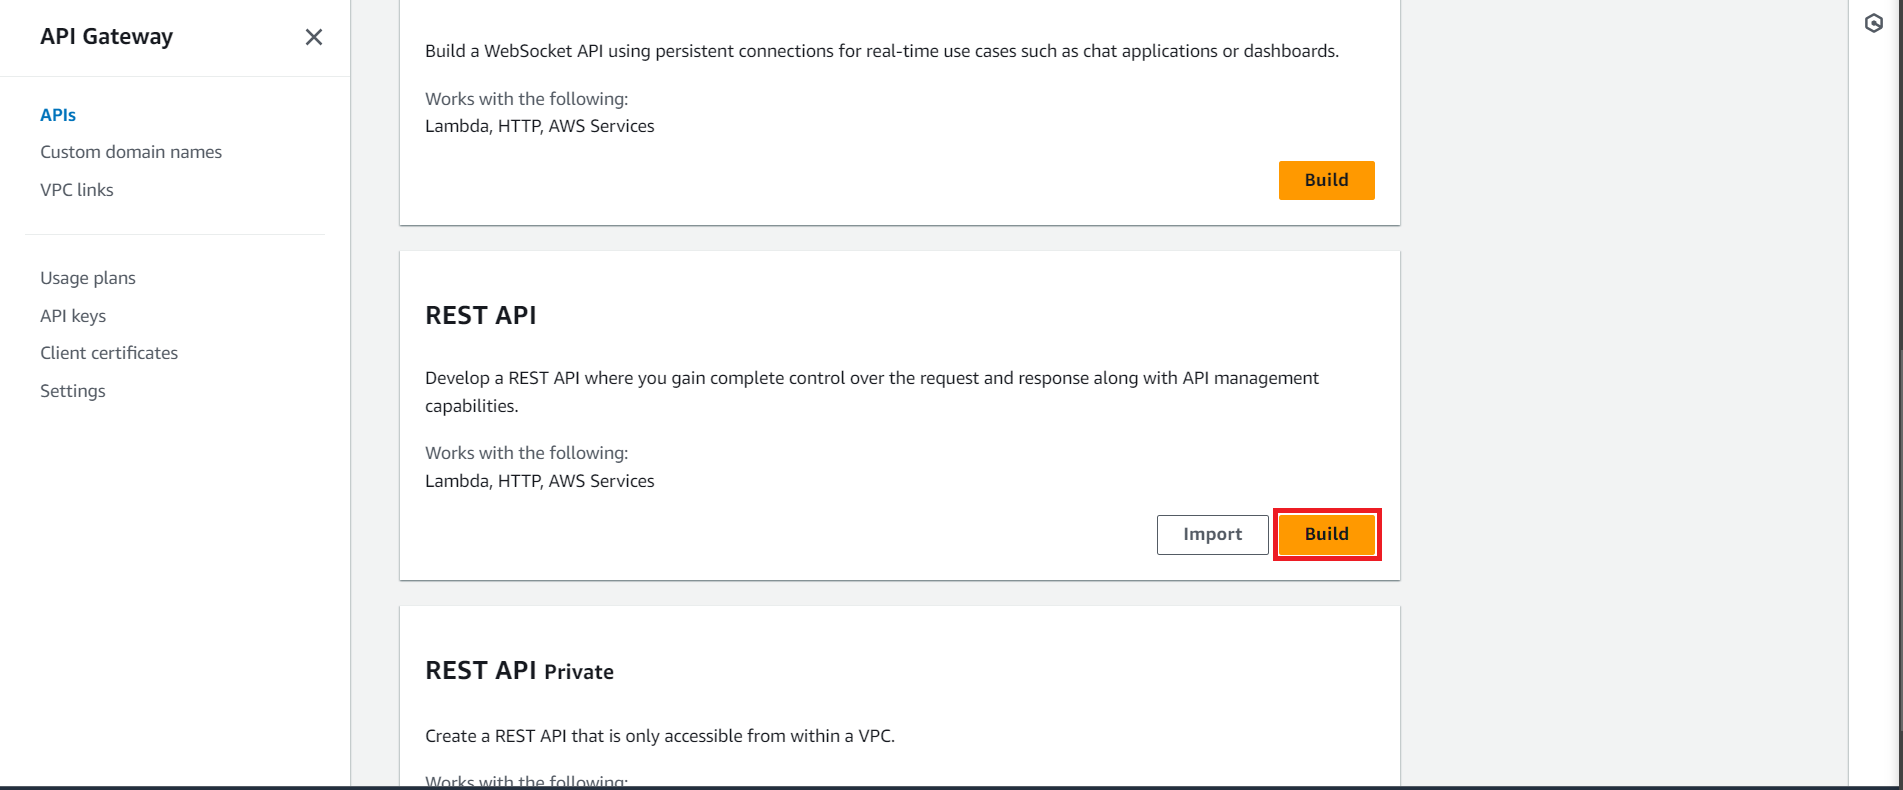 API Gateway
APIs
Custom domain names
VPC links
Usage plans
API keys
Client certificates
Settings
Build a WebSocket API using persistent connections for real-time use cases such as chat applications or dashboards.
Works with the following:
Lambda, HTTP, AWS Services
Build
REST API
Develop a REST API where you gain complete control over the request and response along with API management
capabilities.
Works with the following:
Lambda, HTTP, AWS Services
Import Build
REST API Private
Create a REST API that is only accessible from within a VPC.
Works with the following: